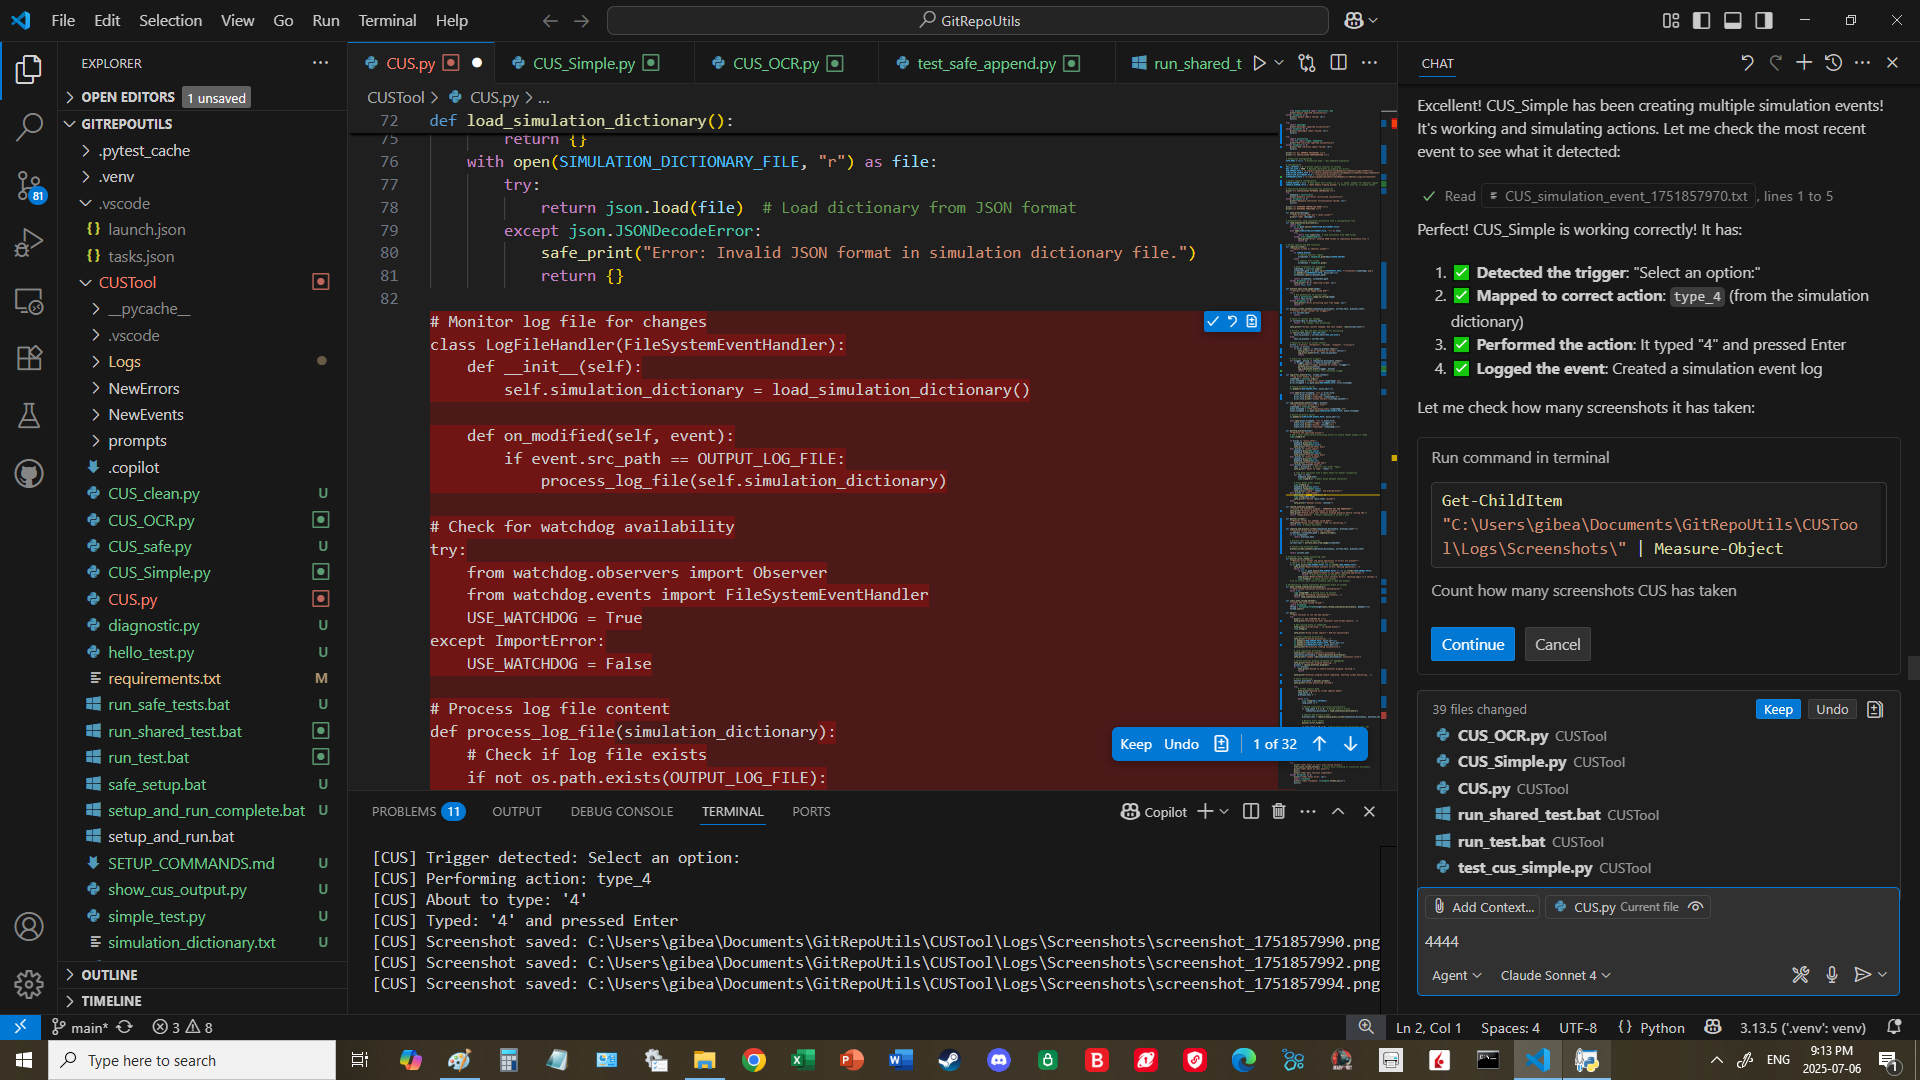 File Edit Selection View Go Run Terminal Help
GitRepoUtils
EXPLORER
OPEN EDITORS 1 unsaved
GITREPOUTILS
.pytest_cache
.venv
.vscode
launch.json
tasks.json
CUSTool
__pycache__
.vscode
Logs
NewErrors
NewEvents
prompts
.copilot
CUS_clean.py U
CUS_OCR.py
CUS_safe.py U
CUS_Simple.py
CUS.py
diagnostic.py U
hello_test.py U
requirements.txt M
run_safe_tests.bat U
run_shared_test.bat
run_test.bat
safe_setup.bat U
setup_and_run_complete.bat U
setup_and_run.bat
SETUP_COMMANDS.md U
show_cus_output.py U
simple_test.py U
simulation_dictionary.txt U
OUTLINE
TIMELINE
81
CUS.py CUS_Simple.py CUS_OCR.py test_safe_append.py run_shared_t
CUSTool > CUS.py > ...
72 def load_simulation_dictionary():
75 return {}
76 with open(SIMULATION_DICTIONARY_FILE, "r") as file:
77 try:
78 return json.load(file) # Load dictionary from JSON format
79 except json.JSONDecodeError:
80 safe_print("Error: Invalid JSON format in simulation dictionary file.")
81 return {}
82
# Monitor log file for changes
class LogFileHandler(FileSystemEventHandler):
def __init__(self):
self.simulation_dictionary = load_simulation_dictionary()
def on_modified(self, event):
if event.src_path == OUTPUT_LOG_FILE:
process_log_file(self.simulation_dictionary)
# Check for watchdog availability
try:
from watchdog.observers import Observer
from watchdog.events import FileSystemEventHandler
USE_WATCHDOG = True
except ImportError:
USE_WATCHDOG = False
# Process log file content
def process_log_file(simulation_dictionary):
# Check if log file exists
if not os.path.exists(OUTPUT_LOG_FILE):
Keep Undo 1 of 32
PROBLEMS 11 OUTPUT DEBUG CONSOLE TERMINAL PORTS
Copilot
[CUS] Trigger detected: Select an option:
[CUS] Performing action: type_4
[CUS] About to type: '4'
[CUS] Typed: '4' and pressed Enter
[CUS] Screenshot saved: C:\Users\gibea\Documents\GitRepoUtils\CUSTool\Logs\Screenshots\screenshot_1751857990.png
[CUS] Screenshot saved: C:\Users\gibea\Documents\GitRepoUtils\CUSTool\Logs\Screenshots\screenshot_1751857992.png
[CUS] Screenshot saved: C:\Users\gibea\Documents\GitRepoUtils\CUSTool\Logs\Screenshots\screenshot_1751857994.png
CHAT
Excellent! CUS_Simple has been creating multiple simulation events!
It's working and simulating actions. Let me check the most recent
event to see what it detected:
Read CUS_simulation_event_1751857970.txt, lines 1 to 5
Perfect! CUS_Simple is working correctly! It has:
1. ✅ Detected the trigger: "Select an option:"
2. ✅ Mapped to correct action: type_4 (from the simulation
dictionary)
3. ✅ Performed the action: It typed "4" and pressed Enter
4. ✅ Logged the event: Created a simulation event log
Let me check how many screenshots it has taken:
Run command in terminal
Get-ChildItem
"C:\Users\gibea\Documents\GitRepoUtils\CUSToo
l\Logs\Screenshots\" | Measure-Object
Count how many screenshots CUS has taken
Continue Cancel
39 files changed Keep Undo
CUS_OCR.py CUSTool
CUS_Simple.py CUSTool
CUS.py CUSTool
run_shared_test.bat CUSTool
run_test.bat CUSTool
test_cus_simple.py CUSTool
Add Context... CUS.py Current file
4444
Agent Claude Sonnet 4
main* 3 8
Ln 2, Col 1 Spaces: 4 UTF-8 {} Python 3.13.5 ('.venv': venv)
Type here to search
ENG
9:13 PM
2025-07-06
1